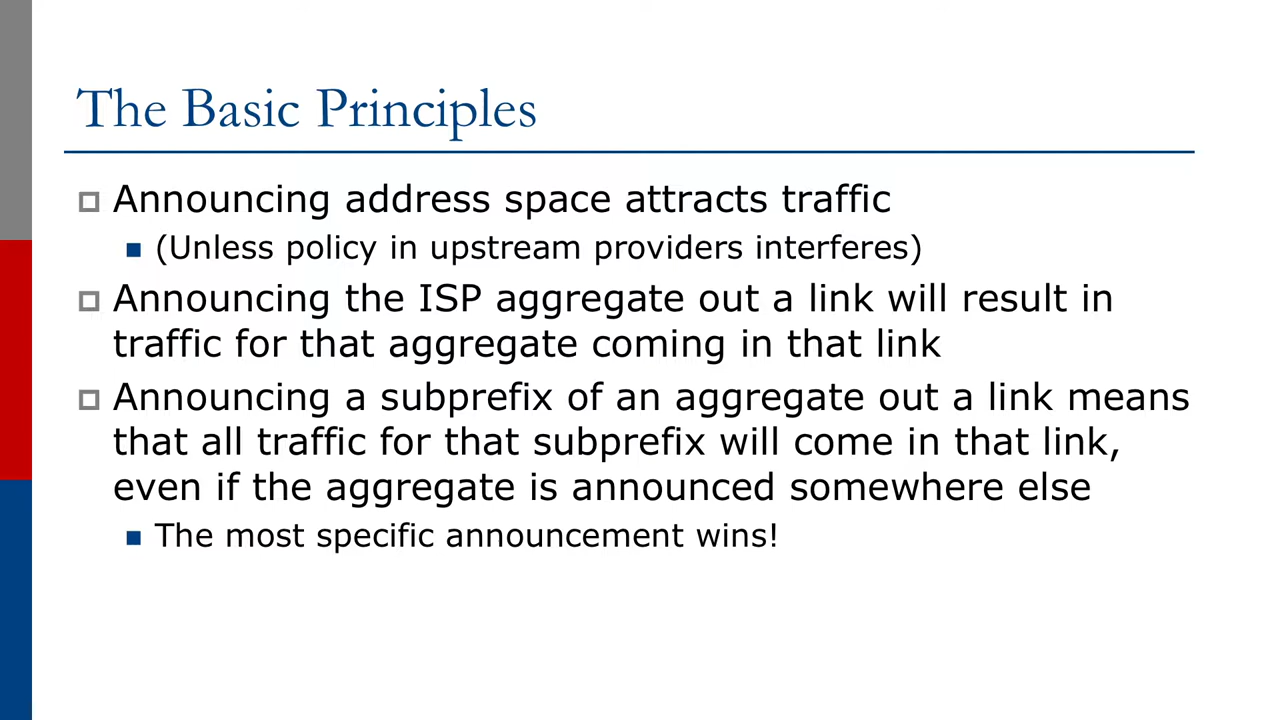 The Basic Principles
Announcing address space attracts traffic
(Unless policy in upstream providers interferes)
Announcing the ISP aggregate out a link will result in
traffic for that aggregate coming in that link
Announcing a subprefix of an aggregate out a link means
that all traffic for that subprefix will come in that link,
even if the aggregate is announced somewhere else
The most specific announcement wins!